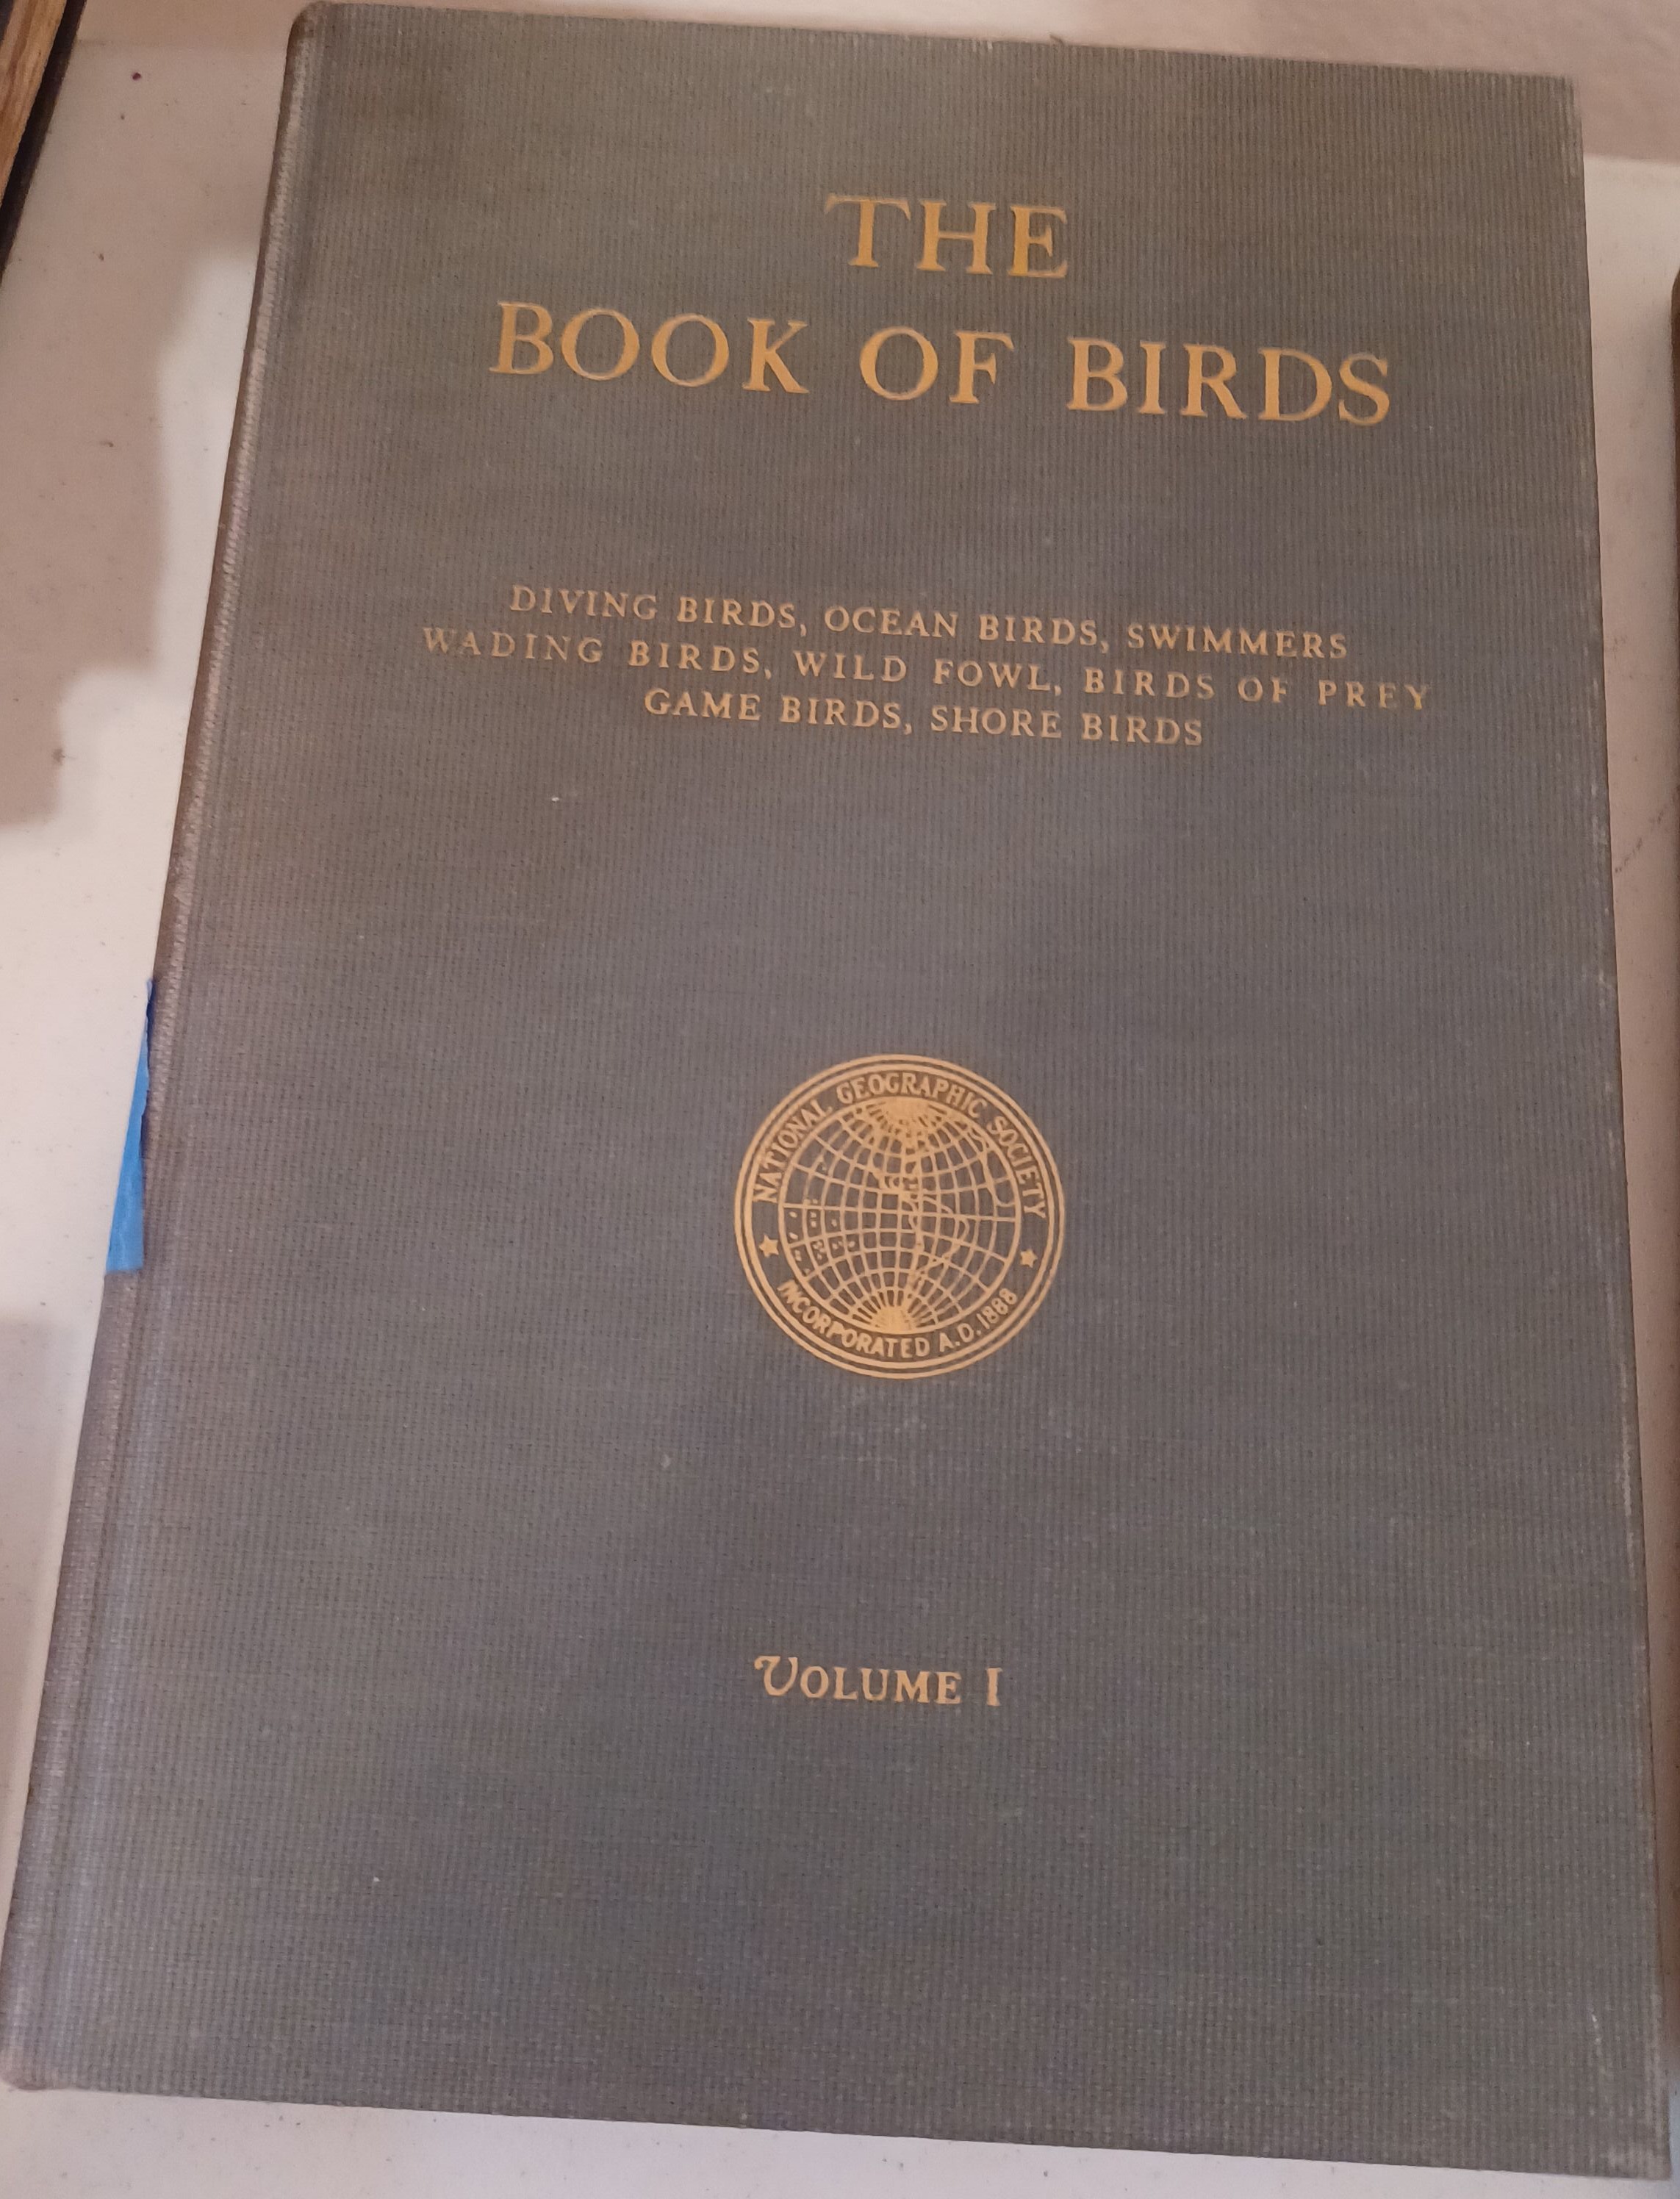 THE
BOOK OF BIRDS
DIVING BIRDS, OCEAN BIRDS, SWIMMERS
WADING BIRDS, WILD FOWL, BIRDS OF PREY
GAME BIRDS, SHORE BIRDS
NATIONAL GEOGRAPHIC SOCIETY
INCORPORATED A.D. 1888
VOLUME I